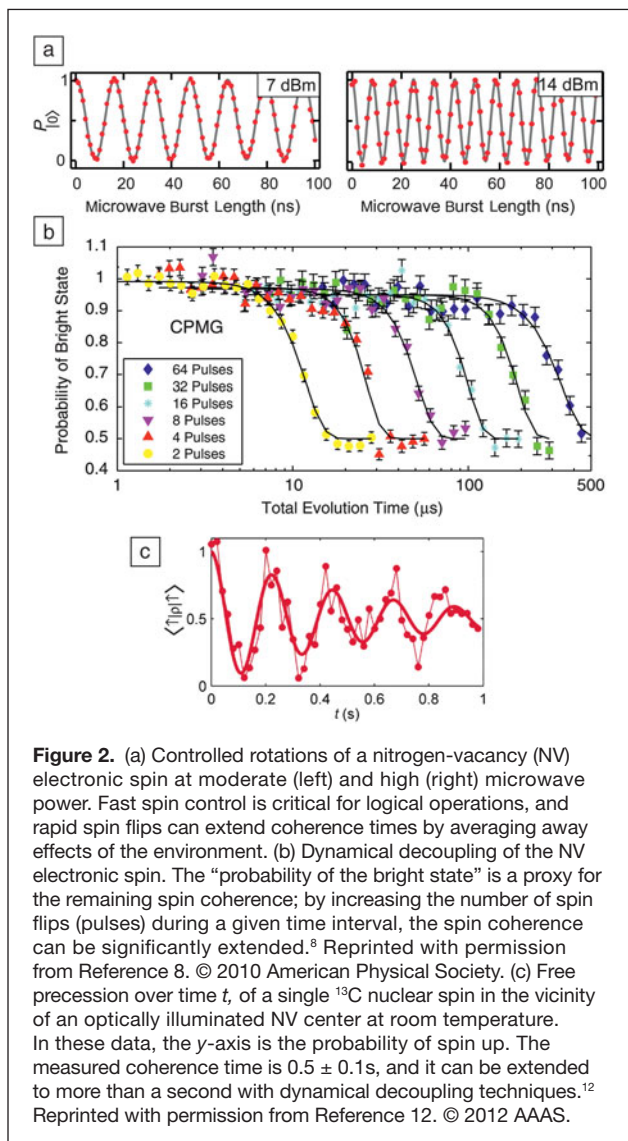 a
1
0
P|0⟩
7 dBm
0 20 40 60 80 100
Microwave Burst Length (ns)
14 dBm
0 20 40 60 80 100
Microwave Burst Length (ns)
b
1.1
1
0.9
0.8
0.7
0.6
0.5
0.4
Probability of Bright State
CPMG
64 Pulses
32 Pulses
16 Pulses
8 Pulses
4 Pulses
2 Pulses
1 10 100 500
Total Evolution Time (μs)
c
1
0.5
0
⟨↑|ρ|↑⟩
0 0.2 0.4 0.6 0.8 1
t (s)
Figure 2. (a) Controlled rotations of a nitrogen-vacancy (NV)
electronic spin at moderate (left) and high (right) microwave
power. Fast spin control is critical for logical operations, and
rapid spin flips can extend coherence times by averaging away
effects of the environment. (b) Dynamical decoupling of the NV
electronic spin. The “probability of the bright state” is a proxy for
the remaining spin coherence; by increasing the number of spin
flips (pulses) during a given time interval, the spin coherence
can be significantly extended.⁸ Reprinted with permission
from Reference 8. © 2010 American Physical Society. (c) Free
precession over time t, of a single ¹³C nuclear spin in the vicinity
of an optically illuminated NV center at room temperature.
In these data, the y-axis is the probability of spin up. The
measured coherence time is 0.5 ± 0.1s, and it can be extended
to more than a second with dynamical decoupling techniques.¹²
Reprinted with permission from Reference 12. © 2012 AAAS.